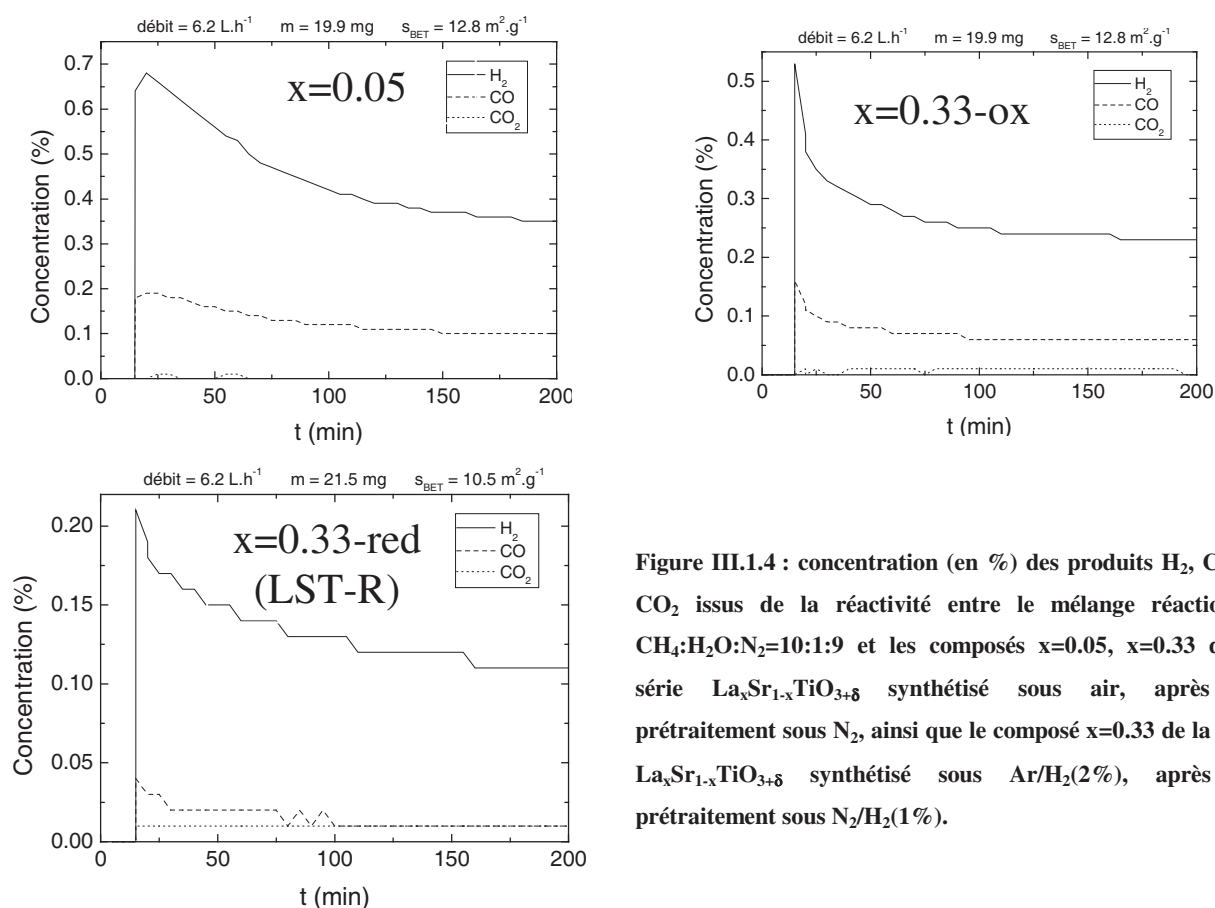 débit = 6.2 L.h⁻¹ m = 19.9 mg s_BET = 12.8 m².g⁻¹
x=0.05
H₂
CO
CO₂
Concentration (%)
0.7
0.6
0.5
0.4
0.3
0.2
0.1
0.0
0 50 100 150 200
t (min)
débit = 6.2 L.h⁻¹ m = 19.9 mg s_BET = 12.8 m².g⁻¹
x=0.33-ox
H₂
CO
CO₂
Concentration (%)
0.5
0.4
0.3
0.2
0.1
0.0
0 50 100 150 200
t (min)
débit = 6.2 L.h⁻¹ m = 21.5 mg s_BET = 10.5 m².g⁻¹
x=0.33-red
(LST-R)
H₂
CO
CO₂
Concentration (%)
0.20
0.15
0.10
0.05
0.00
0 50 100 150 200
t (min)
Figure III.1.4 : concentration (en %) des produits H₂, C
CO₂ issus de la réactivité entre le mélange réactio
CH₄:H₂O:N₂=10:1:9 et les composés x=0.05, x=0.33 d
série LaₓSr₁₋ₓTiO₃₊δ synthétisé sous air, après
prétraitement sous N₂, ainsi que le composé x=0.33 de la
LaₓSr₁₋ₓTiO₃₊δ synthétisé sous Ar/H₂(2%), après
prétraitement sous N₂/H₂(1%).